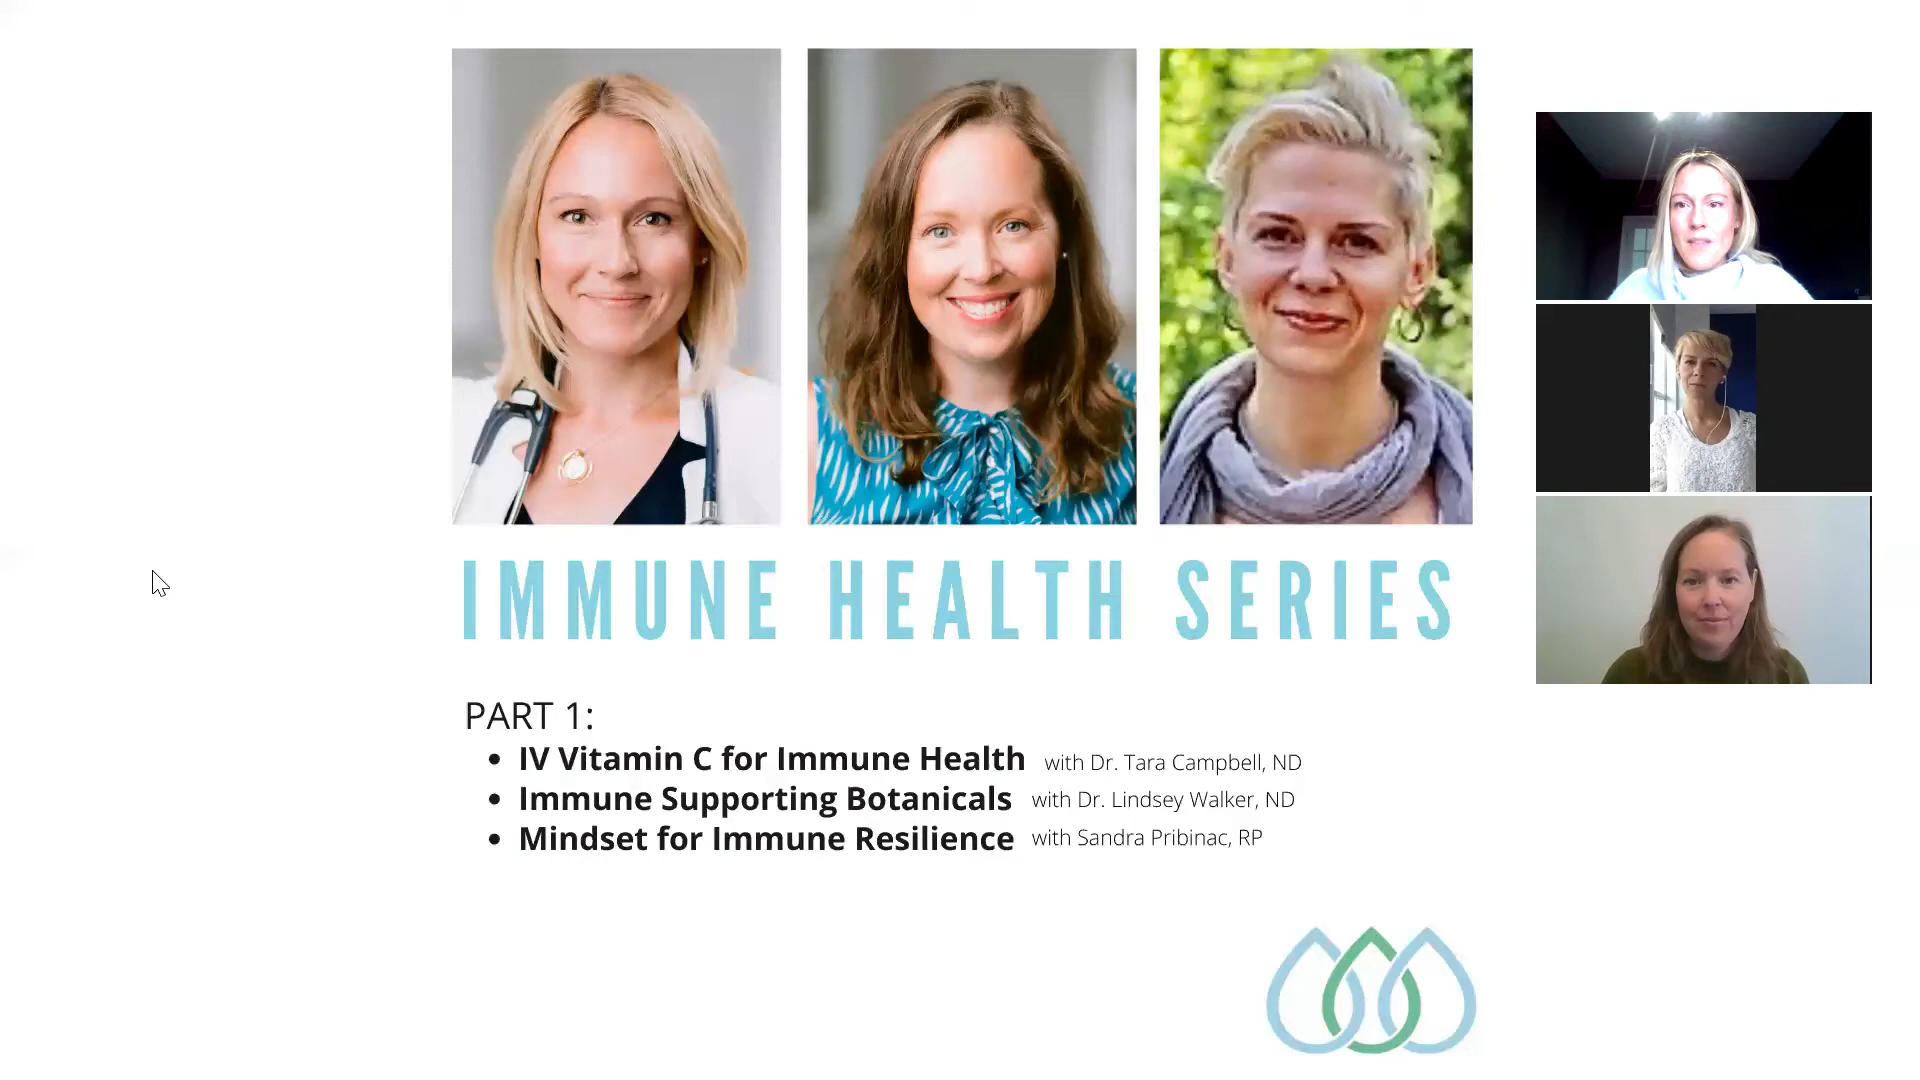 IMMUNE HEALTH SERIES
PART 1:
• IV Vitamin C for Immune Health with Dr. Tara Campbell, ND
• Immune Supporting Botanicals with Dr. Lindsey Walker, ND
• Mindset for Immune Resilience with Sandra Pribinac, RP